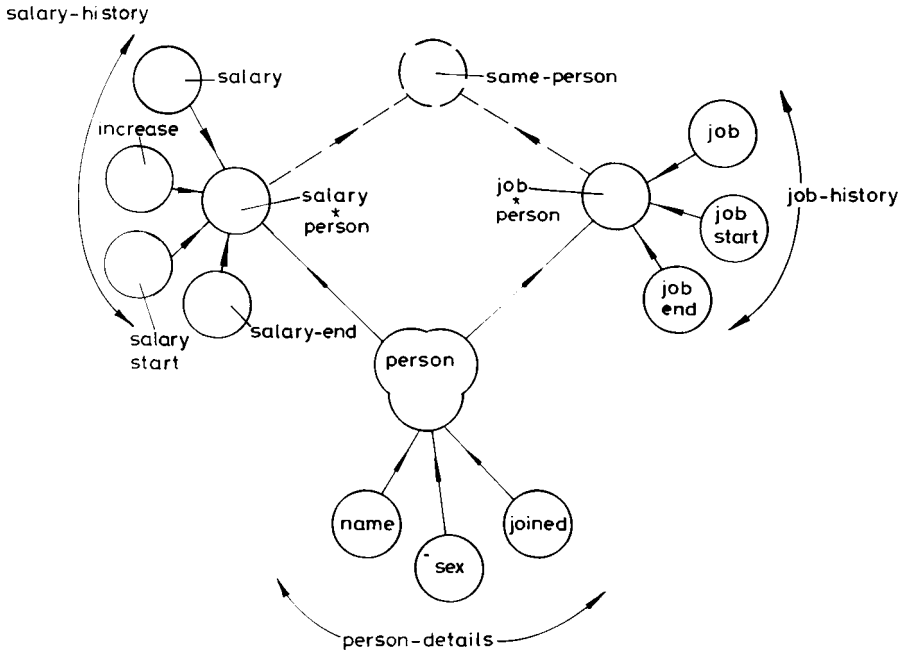 salary-history
salary
same-person
increase
job
salary
*
person
job
*
person
job-history
job
start
job
end
salary
start
salary-end
person
name
joined
sex
person-details